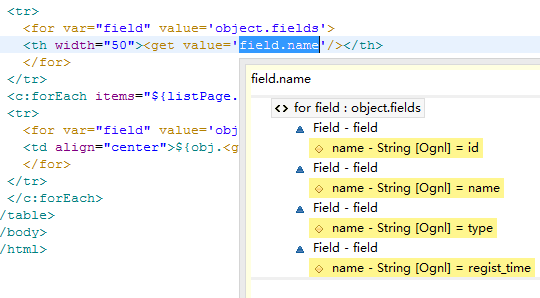 <tr>
<for var="field" value='object.fields'>
<th width="50"><get value='field.name'/></th>
</for>
</tr>
<c:forEach items="${listPage.
<tr>
<for var="field" value='obj
<td align="center">${obj.<g
</for>
</tr>
</c:forEach>
/table>
/body>
/html>
field.name
<> for field : object.fields
Field - field
name - String [Ognl] = id
Field - field
name - String [Ognl] = name
Field - field
name - String [Ognl] = type
Field - field
name - String [Ognl] = regist_time